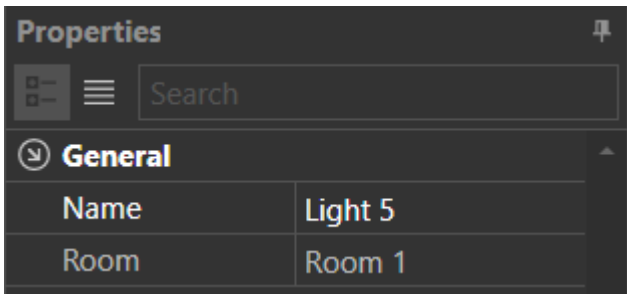 Properties
Search
General
Name Light 5
Room Room 1